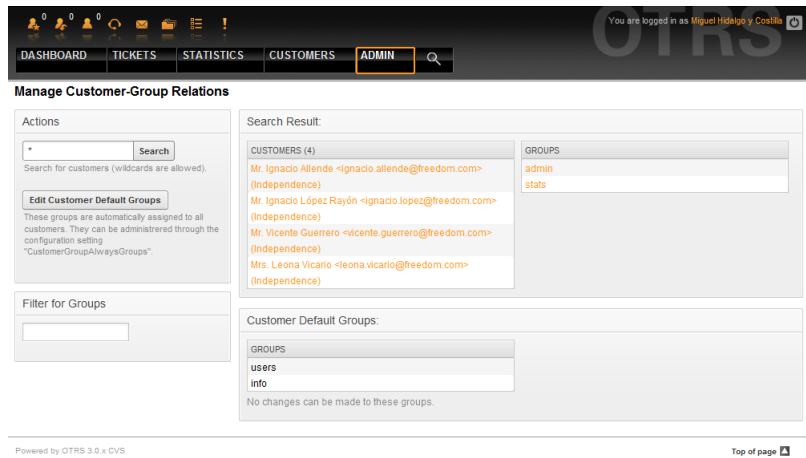 0 0 0
You are logged in as Miguel Hidalgo y Costilla
OTRS
DASHBOARD TICKETS STATISTICS CUSTOMERS ADMIN
Manage Customer-Group Relations
Actions
* Search
Search for customers (wildcards are allowed).
Edit Customer Default Groups
These groups are automatically assigned to all
customers. They can be administrered through the
configuration setting
"CustomerGroupAlwaysGroups".
Filter for Groups
Search Result:
CUSTOMERS (4)
Mr. Ignacio Allende <ignacio.allende@freedom.com>
(Independence)
Mr. Ignacio López Rayón <ignacio.lopez@freedom.com>
(Independence)
Mr. Vicente Guerrero <vicente.guerrero@freedom.com>
(Independence)
Mrs. Leona Vicario <leona.vicario@freedom.com>
(Independence)
GROUPS
admin
stats
Customer Default Groups:
GROUPS
users
info
No changes can be made to these groups.
Powered by OTRS 3.0.x CVS
Top of page